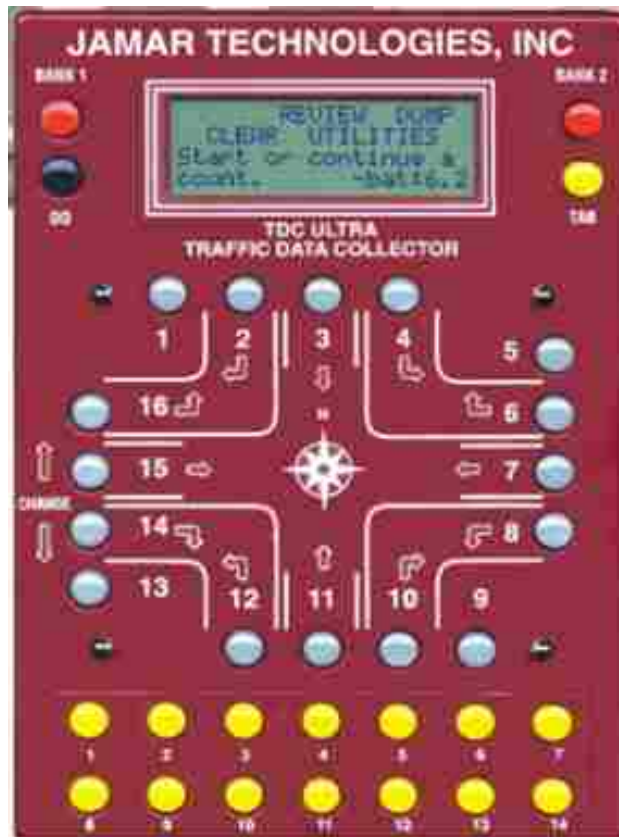 JAMAR TECHNOLOGIES, INC
BANK 1
BANK 2
REVIEW DUMP
CLEAR UTILITIES
Start or continue a
count. -batt6.2
DO
TAB
TDC ULTRA
TRAFFIC DATA COLLECTOR
1 2 3 4
5
16 6
15 7
CHANGE
14 8
13 12 11 10 9
N
1 2 3 4 5 6 7
8 9 10 11 12 13 14